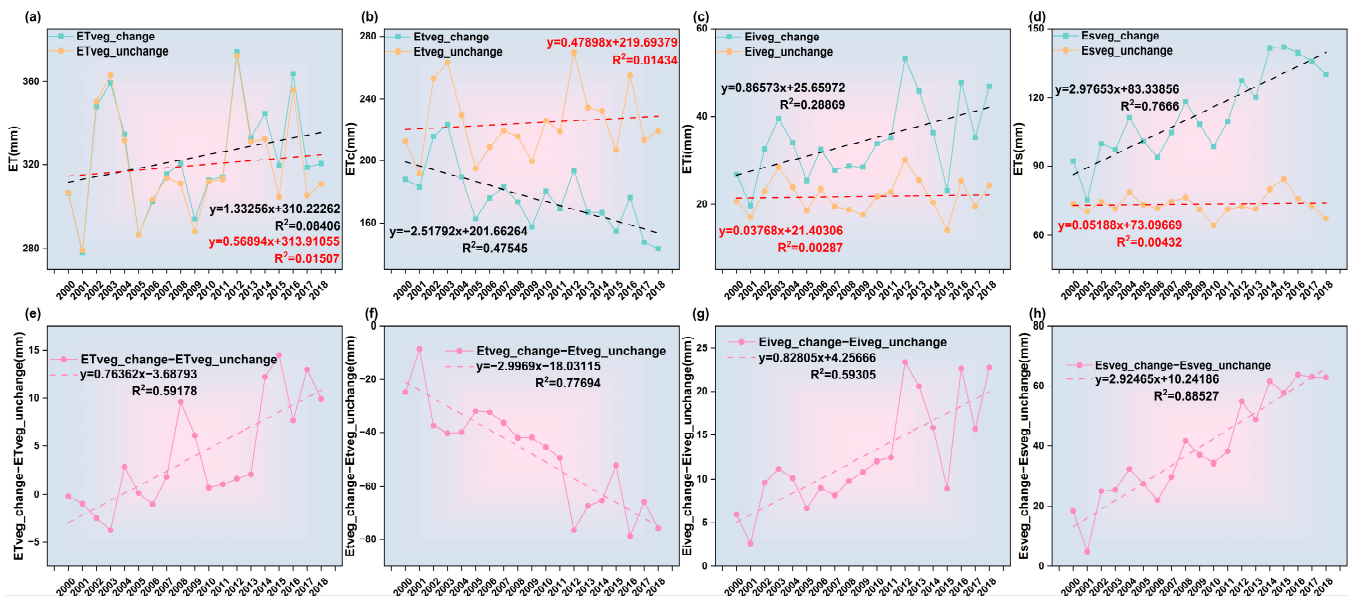 (a)
ETveg_change
ETveg_unchange
ET(mm)
360
320
280
y=1.33256x+310.22262
R²=0.08406
y=0.56894x+313.91055
R²=0.01507
2000 2001 2002 2003 2004 2005 2006 2007 2008 2009 2010 2011 2012 2013 2014 2015 2016 2017 2018
(b)
Etveg_change
Etveg_unchange
ETc(mm)
280
240
200
160
y=0.47898x+219.69379
R²=0.01434
y=−2.51792x+201.66264
R²=0.47545
2000 2001 2002 2003 2004 2005 2006 2007 2008 2009 2010 2011 2012 2013 2014 2015 2016 2017 2018
(c)
Eiveg_change
Eiveg_unchange
ETi(mm)
60
40
20
y=0.86573x+25.65972
R²=0.28869
y=0.03768x+21.40306
R²=0.00287
2000 2001 2002 2003 2004 2005 2006 2007 2008 2009 2010 2011 2012 2013 2014 2015 2016 2017 2018
(d)
Esveg_change
Esveg_unchange
ETs(mm)
150
120
90
60
y=2.97653x+83.33856
R²=0.7666
y=0.05188x+73.09669
R²=0.00432
2000 2001 2002 2003 2004 2005 2006 2007 2008 2009 2010 2011 2012 2013 2014 2015 2016 2017 2018
(e)
ETveg_change−ETveg_unchange
y=0.76362x−3.68793
R²=0.59178
ETveg_change−ETveg_unchange(mm)
15
10
5
0
−5
2000 2001 2002 2003 2004 2005 2006 2007 2008 2009 2010 2011 2012 2013 2014 2015 2016 2017 2018
(f)
Etveg_change−Etveg_unchange
y=−2.9969x−18.03115
R²=0.77694
Etveg_change−Etveg_unchange(mm)
0
−20
−40
−60
−80
2000 2001 2002 2003 2004 2005 2006 2007 2008 2009 2010 2011 2012 2013 2014 2015 2016 2017 2018
(g)
Eiveg_change−Eiveg_unchange
y=0.82805x+4.25666
R²=0.59305
Eiveg_change−Eiveg_unchange(mm)
25
20
15
10
5
0
2000 2001 2002 2003 2004 2005 2006 2007 2008 2009 2010 2011 2012 2013 2014 2015 2016 2017 2018
(h)
Esveg_change−Esveg_unchange
y=2.92465x+10.24186
R²=0.88527
Esveg_change−Esveg_unchange(mm)
80
60
40
20
0
2000 2001 2002 2003 2004 2005 2006 2007 2008 2009 2010 2011 2012 2013 2014 2015 2016 2017 2018